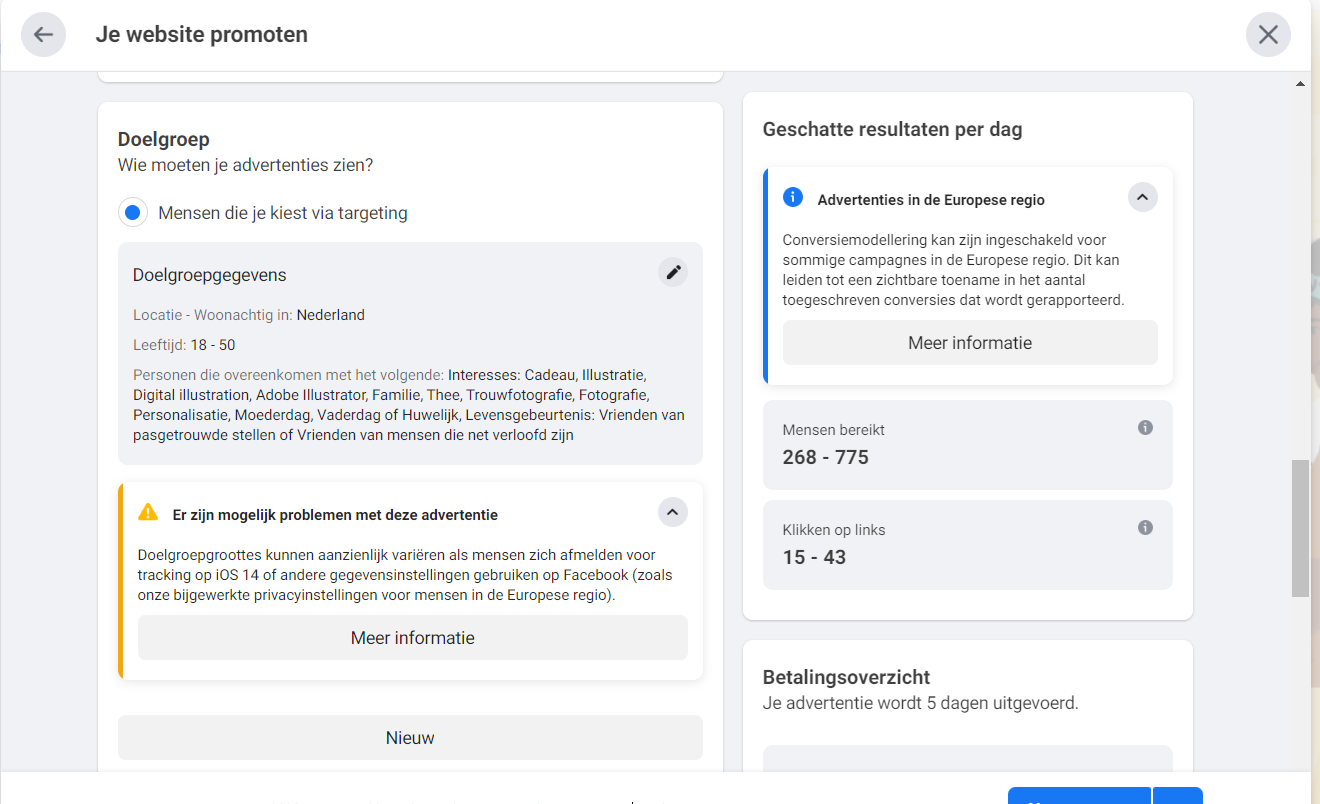 Je website promoten
Doelgroep
Wie moeten je advertenties zien?
Mensen die je kiest via targeting
Doelgroepgegevens
Locatie - Woonachtig in: Nederland
Leeftijd: 18 - 50
Personen die overeenkomen met het volgende: Interesses: Cadeau, Illustratie,
Digital illustration, Adobe Illustrator, Familie, Thee, Trouwfotografie, Fotografie,
Personalisatie, Moederdag, Vaderdag of Huwelijk, Levensgebeurtenis: Vrienden van
pasgetrouwde stellen of Vrienden van mensen die net verloofd zijn
Er zijn mogelijk problemen met deze advertentie
Doelgroepgroottes kunnen aanzienlijk variëren als mensen zich afmelden voor
tracking op iOS 14 of andere gegevensinstellingen gebruiken op Facebook (zoals
onze bijgewerkte privacyinstellingen voor mensen in de Europese regio).
Meer informatie
Nieuw
Geschatte resultaten per dag
Advertenties in de Europese regio
Conversiemodellering kan zijn ingeschakeld voor
sommige campagnes in de Europese regio. Dit kan
leiden tot een zichtbare toename in het aantal
toegeschreven conversies dat wordt gerapporteerd.
Meer informatie
Mensen bereikt
268 - 775
Klikken op links
15 - 43
Betalingsoverzicht
Je advertentie wordt 5 dagen uitgevoerd.